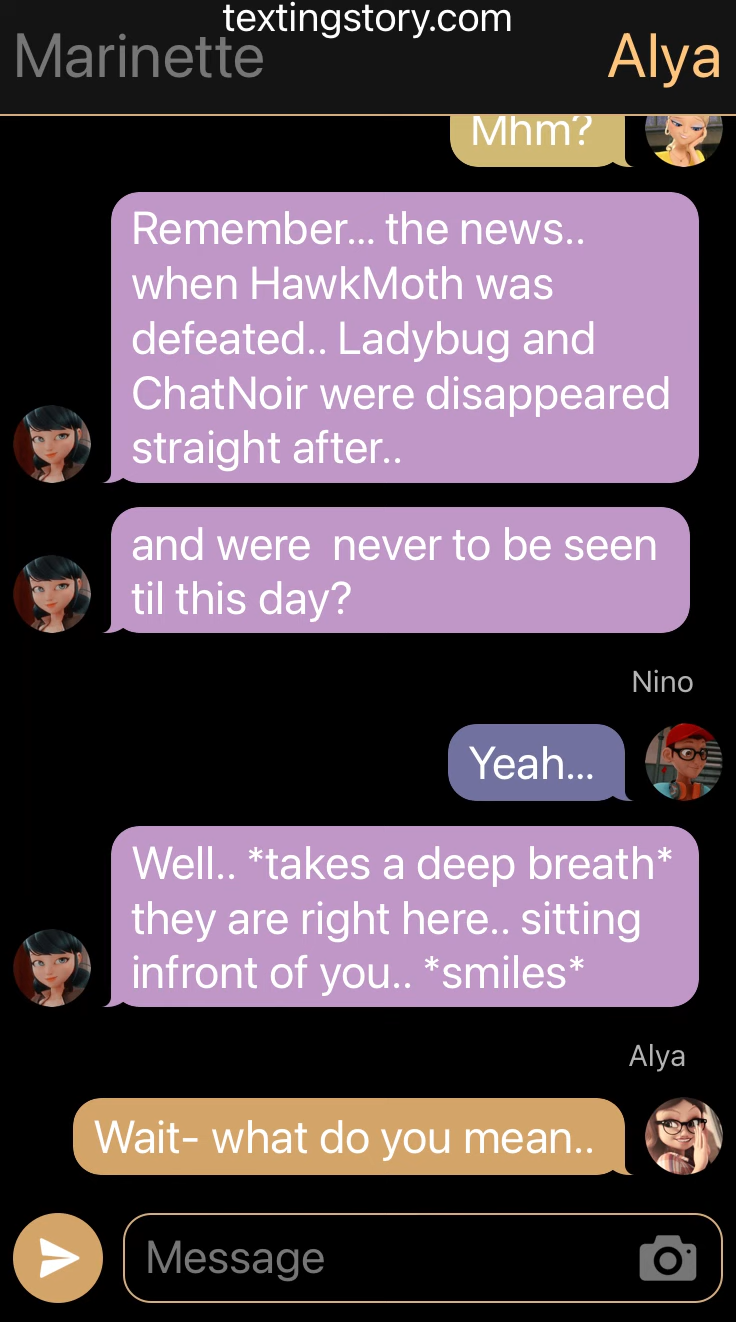 textingstory.com
Marinette
Alya
Mhm?
Remember... the news..
when HawkMoth was
defeated.. Ladybug and
ChatNoir were disappeared
straight after..
and were  never to be seen
til this day?
Nino
Yeah...
Well.. *takes a deep breath*
they are right here.. sitting
infront of you.. *smiles*
Alya
Wait- what do you mean..
Message